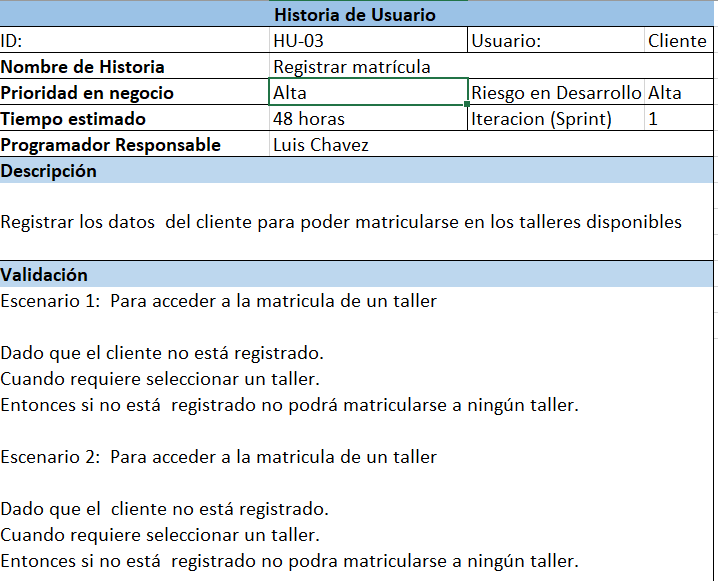 Historia de Usuario
ID: HU-03 Usuario: Cliente
Nombre de Historia Registrar matrícula
Prioridad en negocio Alta Riesgo en Desarrollo Alta
Tiempo estimado 48 horas Iteracion (Sprint) 1
Programador Responsable Luis Chavez
Descripción
Registrar los datos  del cliente para poder matricularse en los talleres disponibles
Validación
Escenario 1:  Para acceder a la matricula de un taller
Dado que el cliente no está registrado.
Cuando requiere seleccionar un taller.
Entonces si no está  registrado no podrá matricularse a ningún taller.
Escenario 2:  Para acceder a la matricula de un taller
Dado que el  cliente no está registrado.
Cuando requiere seleccionar un taller.
Entonces si no está  registrado no podra matricularse a ningún taller.